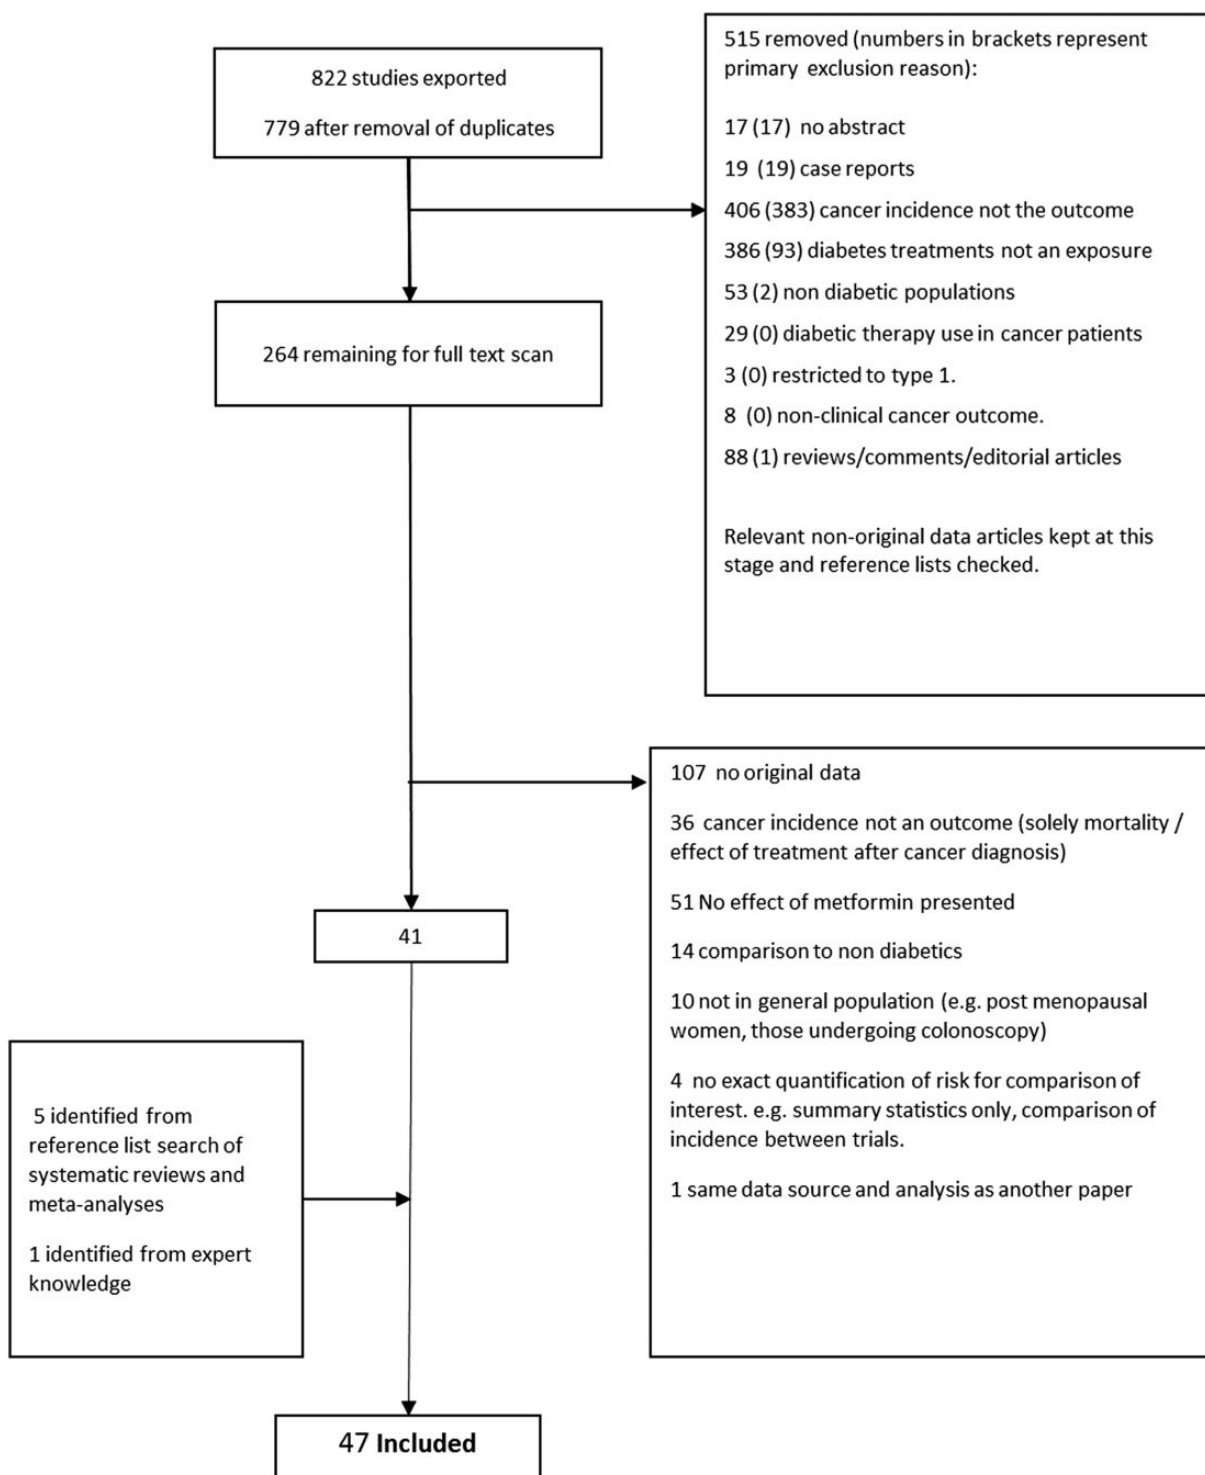 822 studies exported
779 after removal of duplicates
515 removed (numbers in brackets represent
primary exclusion reason):
17 (17) no abstract
19 (19) case reports
406 (383) cancer incidence not the outcome
386 (93) diabetes treatments not an exposure
53 (2) non diabetic populations
29 (0) diabetic therapy use in cancer patients
3 (0) restricted to type 1.
8 (0) non-clinical cancer outcome.
88 (1) reviews/comments/editorial articles
Relevant non-original data articles kept at this
stage and reference lists checked.
264 remaining for full text scan
107 no original data
36 cancer incidence not an outcome (solely mortality /
effect of treatment after cancer diagnosis)
51 No effect of metformin presented
14 comparison to non diabetics
10 not in general population (e.g. post menopausal
women, those undergoing colonoscopy)
4 no exact quantification of risk for comparison of
interest. e.g. summary statistics only, comparison of
incidence between trials.
1 same data source and analysis as another paper
41
5 identified from
reference list search of
systematic reviews and
meta-analyses
1 identified from expert
knowledge
47 Included